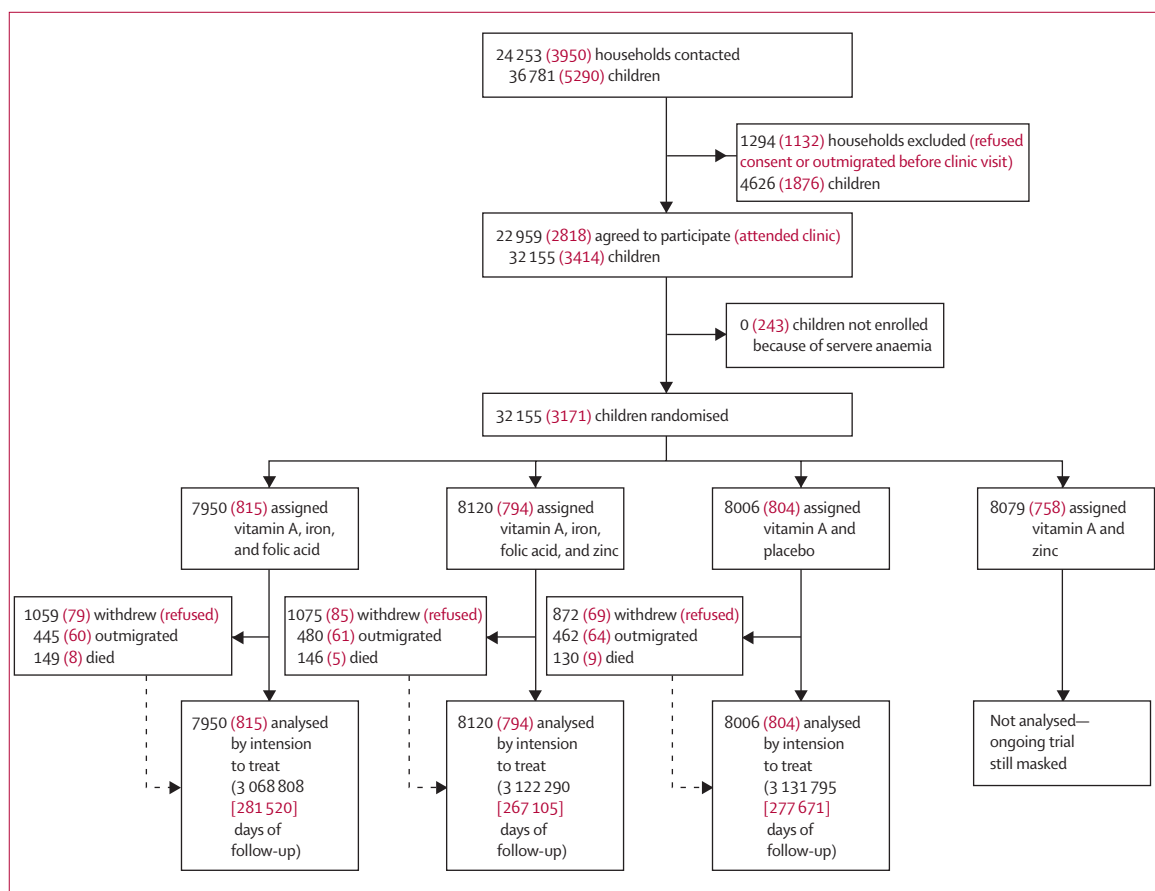 24 253 (3950) households contacted
36 781 (5290) children
1294 (1132) households excluded (refused
consent or outmigrated before clinic visit)
4626 (1876) children
22 959 (2818) agreed to participate (attended clinic)
32 155 (3414) children
0 (243) children not enrolled
because of servere anaemia
32 155 (3171) children randomised
7950 (815) assigned
vitamin A, iron,
and folic acid
8120 (794) assigned
vitamin A, iron,
folic acid, and zinc
8006 (804) assigned
vitamin A and
placebo
8079 (758) assigned
vitamin A and
zinc
1059 (79) withdrew (refused)
445 (60) outmigrated
149 (8) died
1075 (85) withdrew (refused)
480 (61) outmigrated
146 (5) died
872 (69) withdrew (refused)
462 (64) outmigrated
130 (9) died
7950 (815) analysed
by intension
to treat
(3 068 808
[281 520]
days of
follow-up)
8120 (794) analysed
by intension
to treat
(3 122 290
[267 105]
days of
follow-up)
8006 (804) analysed
by intension
to treat
(3 131 795
[277 671]
days of
follow-up)
Not analysed—
ongoing trial
still masked